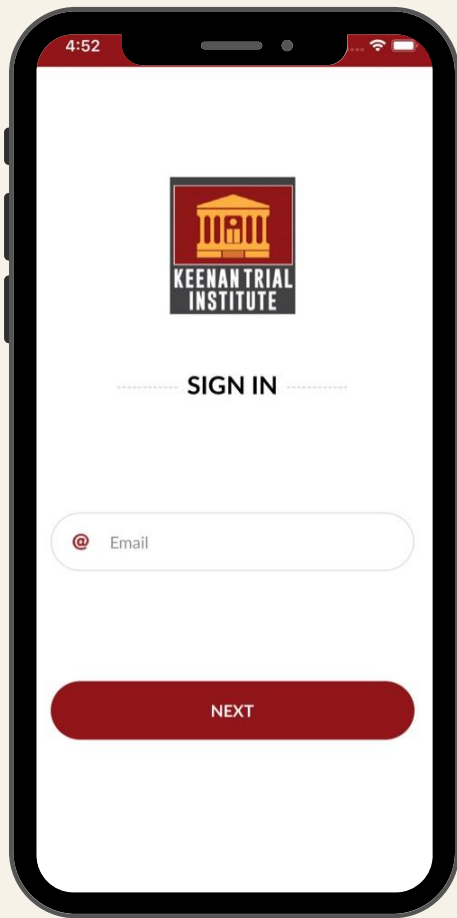 4:52
KEENAN TRIAL
INSTITUTE
SIGN IN
@ Email
NEXT